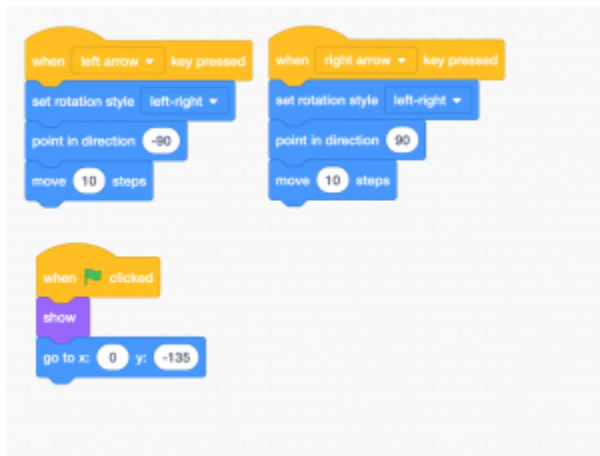 when left arrow key pressed
set rotation style left-right
point in direction -90
move 10 steps
when right arrow key pressed
set rotation style left-right
point in direction 90
move 10 steps
when clicked
show
go to x: 0 y: -135